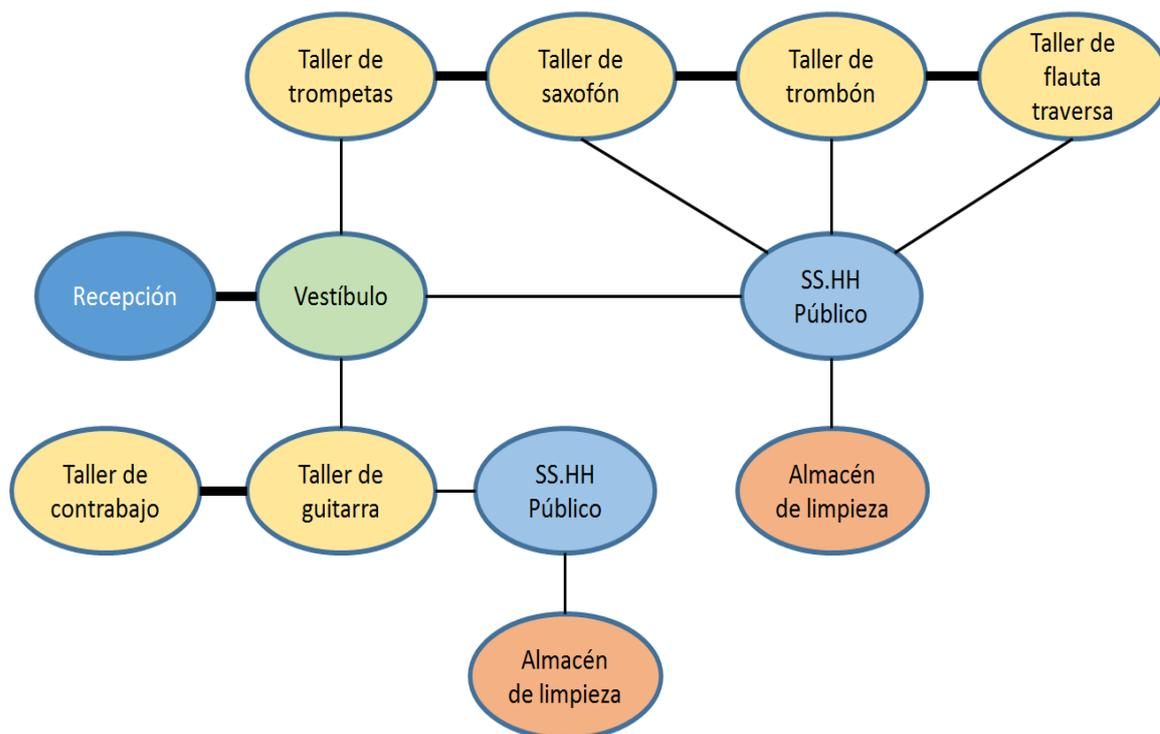 Taller de
trompetas
Taller de
saxofón
Taller de
trombón
Taller de
flauta
traversa
Recepción
Vestíbulo
SS.HH
Público
Taller de
contrabajo
Taller de
guitarra
SS.HH
Público
Almacén
de limpieza
Almacén
de limpieza